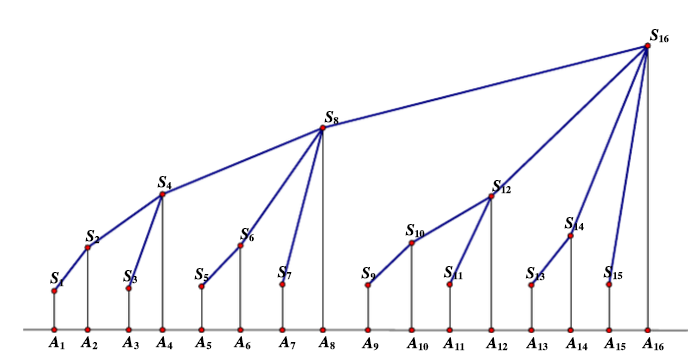 S₁₆
S₈
S₄
S₁₂
S₂
S₆
S₁₀
S₁₄
S₁
S₃
S₅
S₇
S₉
S₁₁
S₁₃
S₁₅
A₁ A₂ A₃ A₄ A₅ A₆ A₇ A₈ A₉ A₁₀ A₁₁ A₁₂ A₁₃ A₁₄ A₁₅ A₁₆